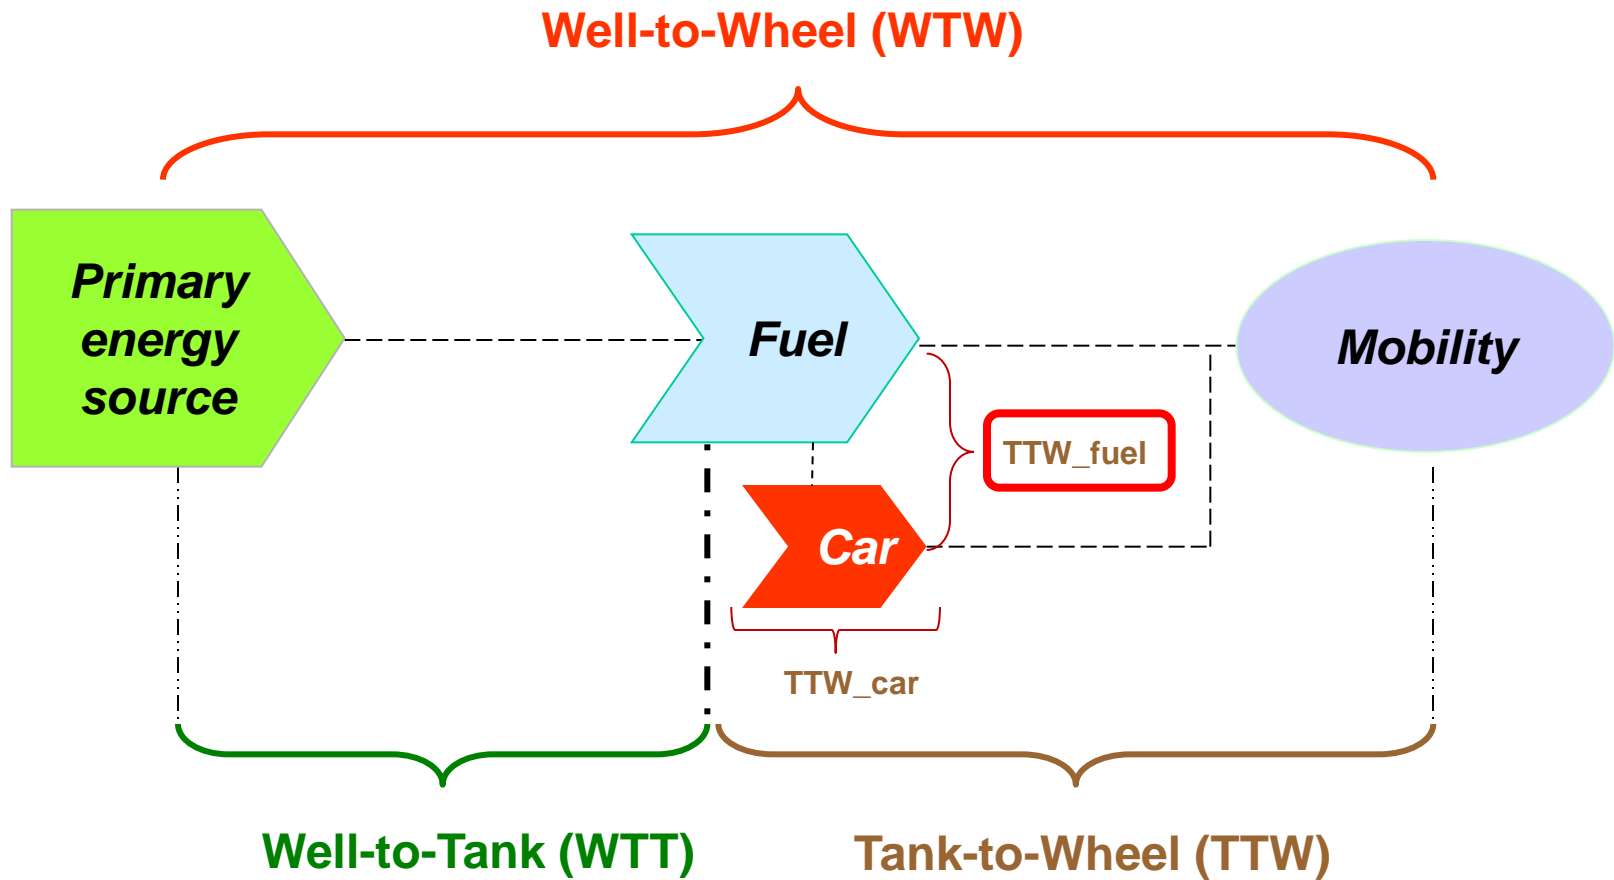 Well-to-Wheel (WTW)
Primary
energy
source
Fuel
Mobility
TTW_fuel
Car
TTW_car
Well-to-Tank (WTT)
Tank-to-Wheel (TTW)